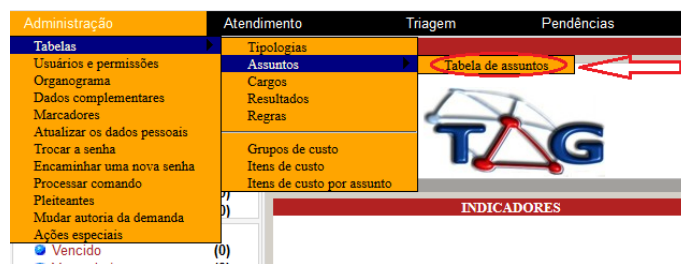 Administração Atendimento Triagem Pendências
Tabelas
Usuários e permissões
Organograma
Dados complementares
Marcadores
Atualizar os dados pessoais
Trocar a senha
Encaminhar uma nova senha
Processar comando
Pleiteantes
Mudar autoria da demanda
Ações especiais
Tipologias
Assuntos
Cargos
Resultados
Regras
Grupos de custo
Itens de custo
Itens de custo por assunto
Tabela de assuntos
TAG
INDICADORES
Vencido (0)